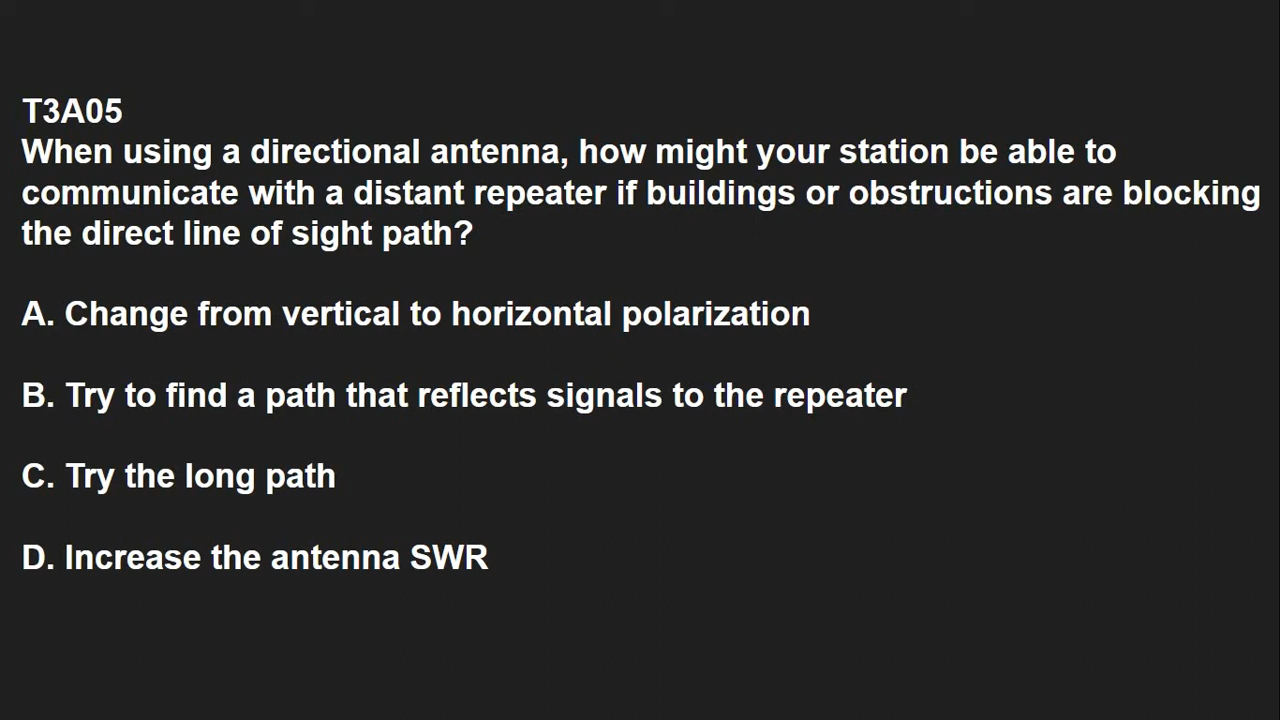 T3A05
When using a directional antenna, how might your station be able to
communicate with a distant repeater if buildings or obstructions are blocking
the direct line of sight path?
A. Change from vertical to horizontal polarization
B. Try to find a path that reflects signals to the repeater
C. Try the long path
D. Increase the antenna SWR